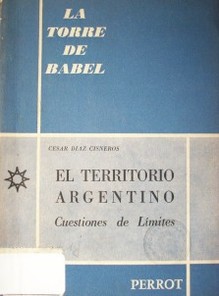 LA
TORRE
DE
BABEL
CESAR DIAZ CISNEROS
EL TERRITORIO
ARGENTINO
Cuestiones de Límites
PERROT